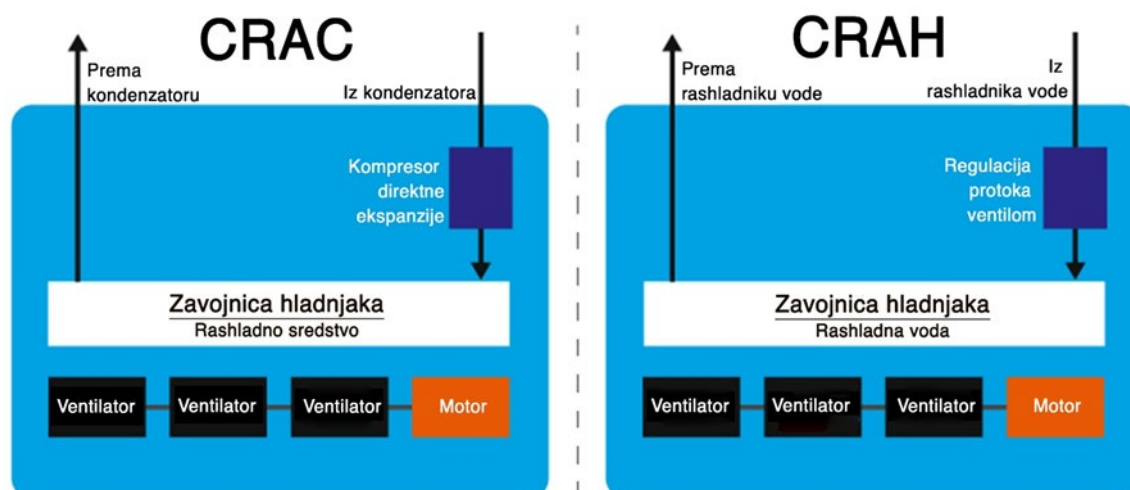 CRAC
Prema
kondenzatoru
Iz kondenzatora
Kompresor
direktne
ekspanzije
Zavojnica hladnjaka
Rashladno sredstvo
Ventilator
Ventilator
Ventilator
Motor
CRAH
Prema
rashladniku vode
Iz
rashladnika vode
Regulacija
protoka
ventilom
Zavojnica hladnjaka
Rashladna voda
Ventilator
Ventilator
Ventilator
Motor